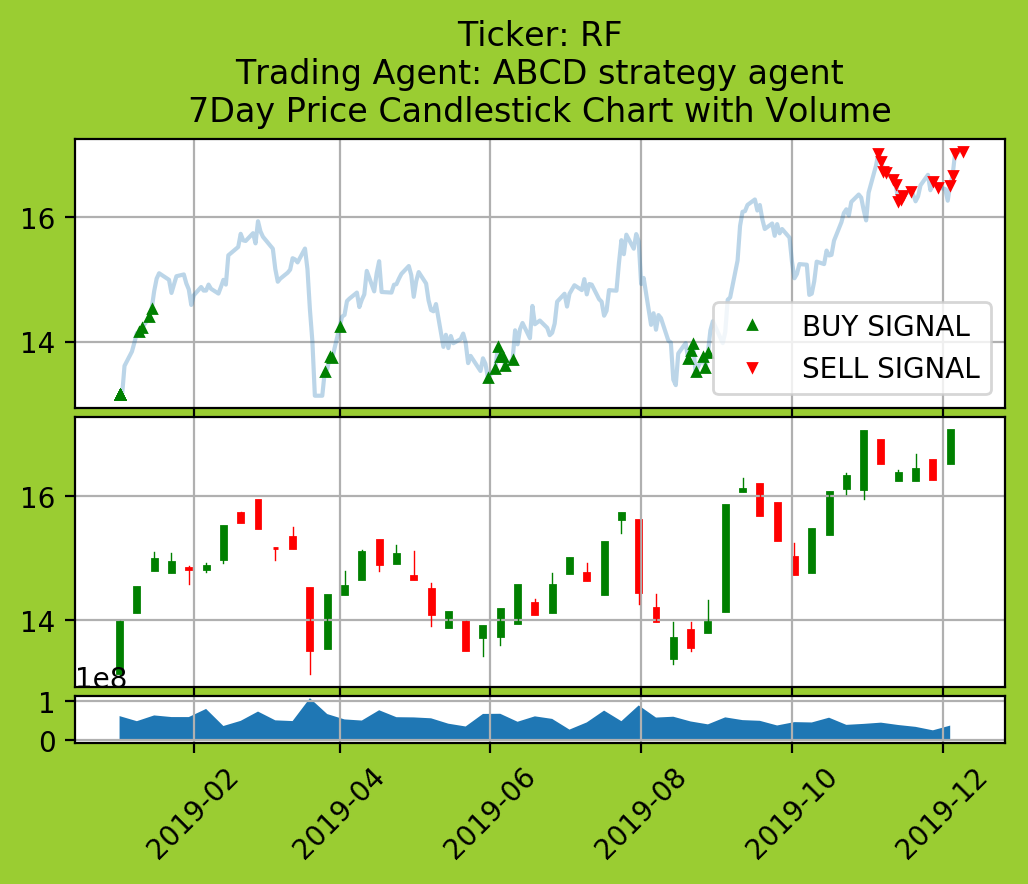 Ticker: RF
Trading Agent: ABCD strategy agent
7Day Price Candlestick Chart with Volume
16
14
BUY SIGNAL
SELL SIGNAL
16
14
1e8
1
0
2019-02
2019-04
2019-06
2019-08
2019-10
2019-12